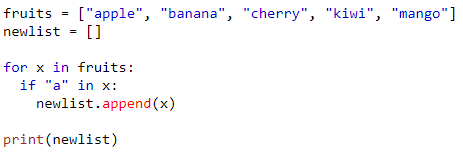 fruits = ["apple", "banana", "cherry", "kiwi", "mango"]
newlist = []
for x in fruits:
  if "a" in x:
    newlist.append(x)
print(newlist)